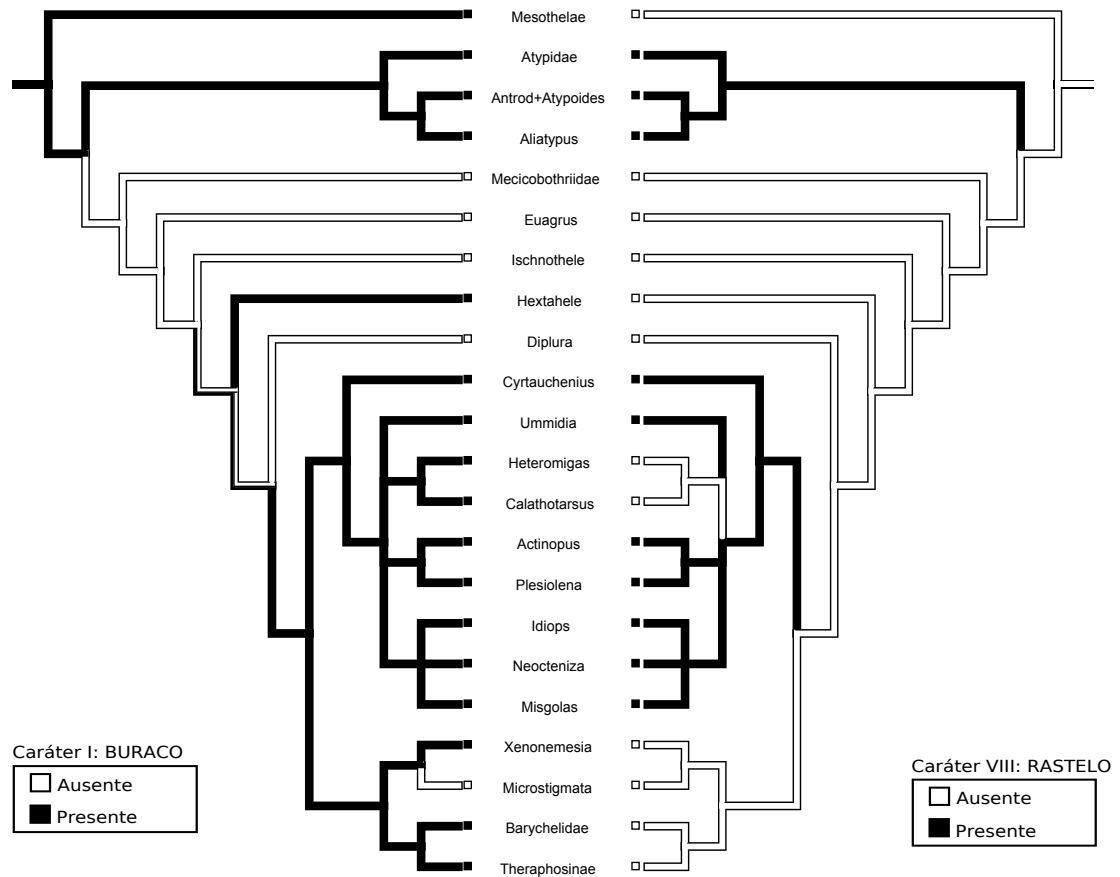 Mesothelae
Atypidae
Antrod+Atypoides
Aliatypus
Mecicobothriidae
Euagrus
Ischnothele
Hextahele
Diplura
Cyrtauchenius
Ummidia
Heteromigas
Calathotarsus
Actinopus
Plesiolena
Idiops
Neocteniza
Misgolas
Xenonemesia
Microstigmata
Barychelidae
Theraphosinae
Caráter I: BURACO
Ausente
Presente
Caráter VIII: RASTELO
Ausente
Presente